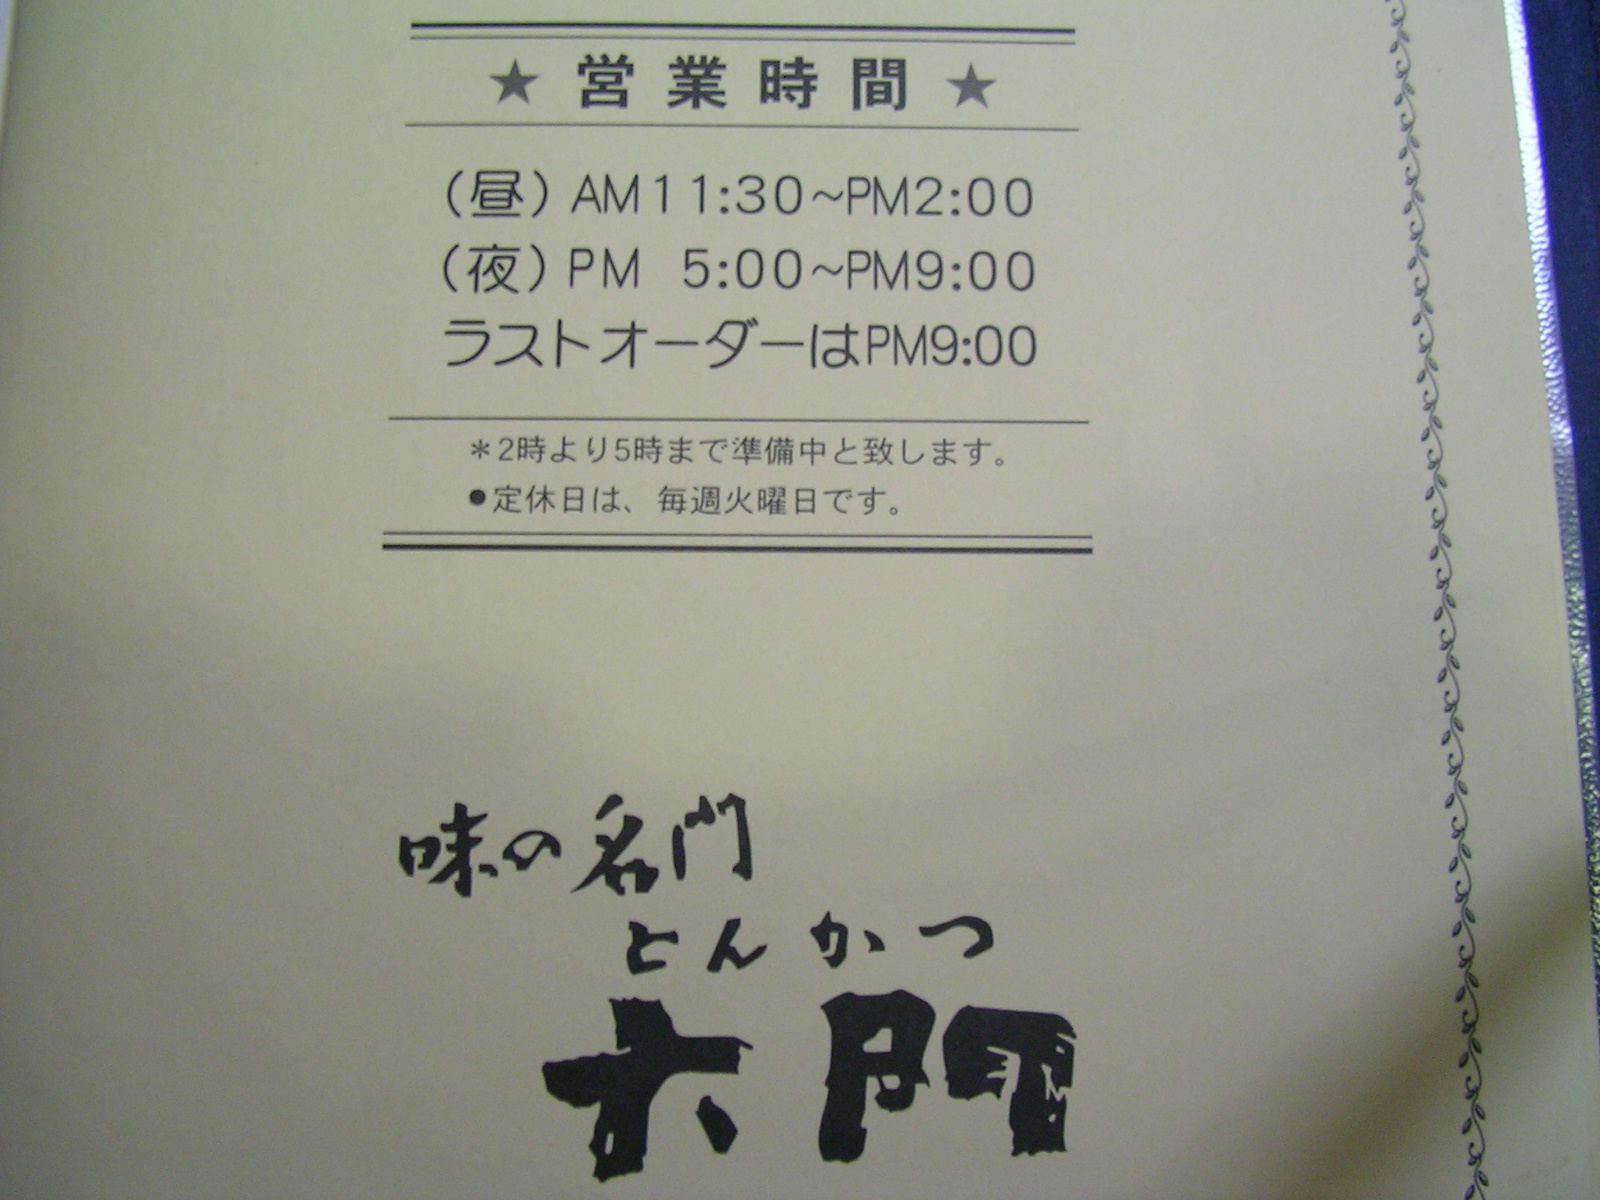 ★営業時間★
(昼) AM11:30~PM2:00
(夜) PM 5:00~PM9:00
ラストオーダーはPM9:00
*2時より5時まで準備中と致します。
●定休日は、毎週火曜日です。
味の名門
とんかつ
六門